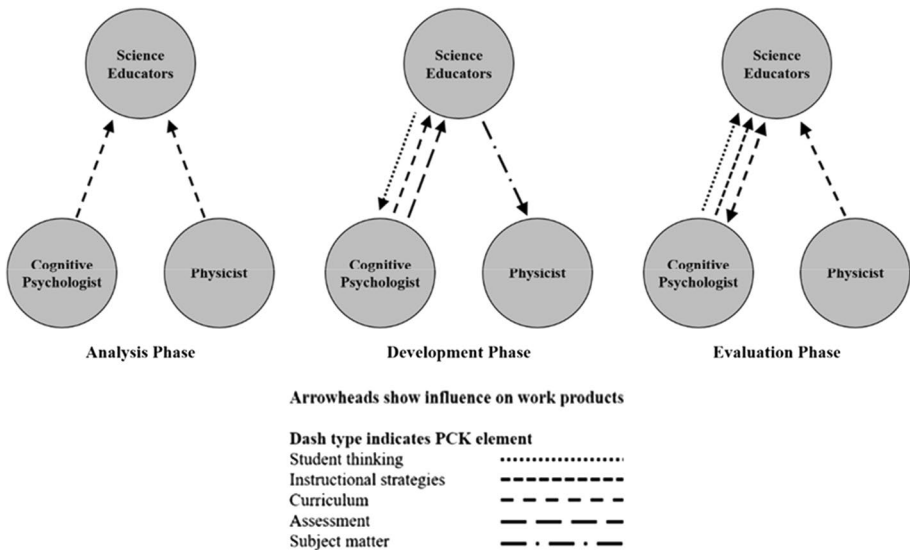 Science
Educators
Cognitive
Psychologist
Physicist
Analysis Phase
Science
Educators
Cognitive
Psychologist
Physicist
Development Phase
Science
Educators
Cognitive
Psychologist
Physicist
Evaluation Phase
Arrowheads show influence on work products
Dash type indicates PCK element
Student thinking
Instructional strategies
Curriculum
Assessment
Subject matter